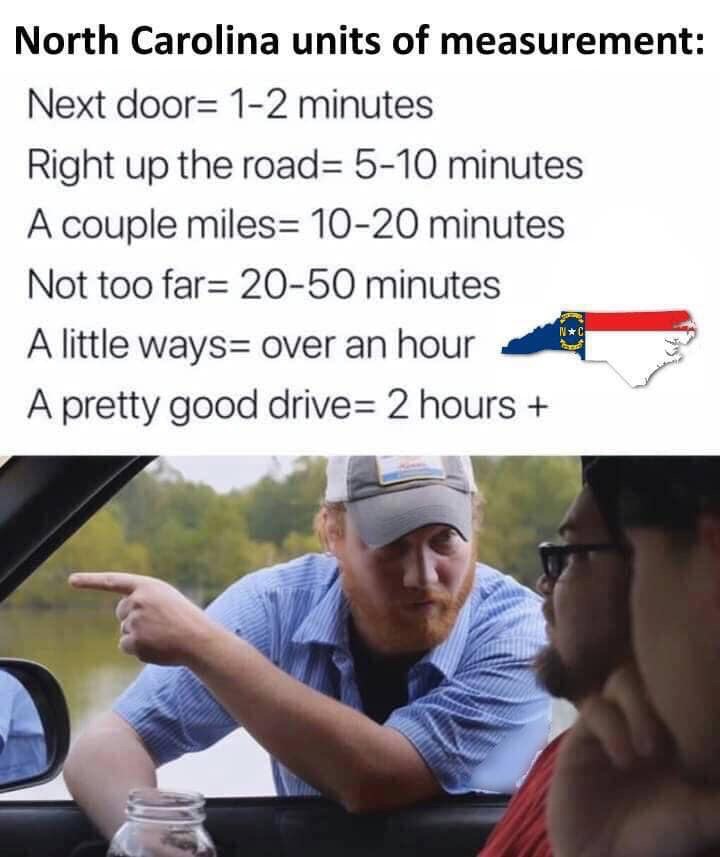 North Carolina units of measurement:
Next door= 1-2 minutes
Right up the road= 5-10 minutes
A couple miles= 10-20 minutes
Not too far= 20-50 minutes
A little ways= over an hour
A pretty good drive= 2 hours +
N★C